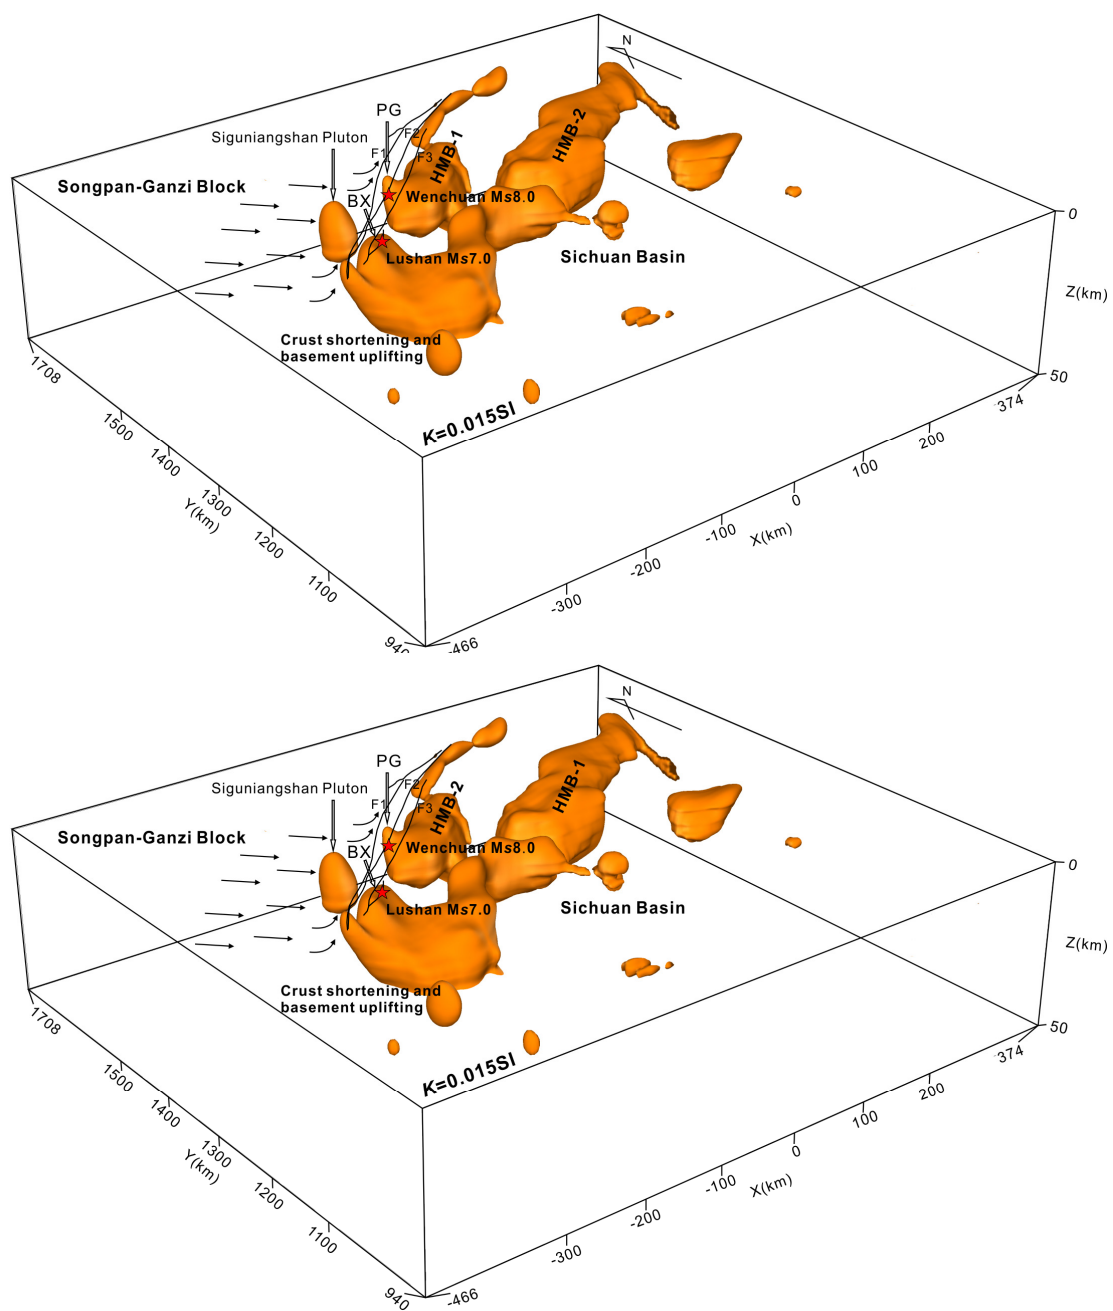 N
PG
Siguniangshan Pluton
F2
F1
F3
HMB-1
HMB-2
Songpan-Ganzi Block
BX
Wenchuan Ms8.0
Lushan Ms7.0
Sichuan Basin
Crust shortening and
basement uplifting
K=0.015SI
0
Z(km)
50
374
200
100
0
X(km)
-100
-200
-300
-466
1708
1500
1400
1300
Y(km)
1200
1100
940
N
PG
Siguniangshan Pluton
F2
F1
F3
HMB-2
HMB-1
Songpan-Ganzi Block
BX
Wenchuan Ms8.0
Lushan Ms7.0
Sichuan Basin
Crust shortening and
basement uplifting
K=0.015SI
0
Z(km)
50
374
200
100
0
X(km)
-100
-200
-300
-466
1708
1500
1400
1300
Y(km)
1200
1100
940